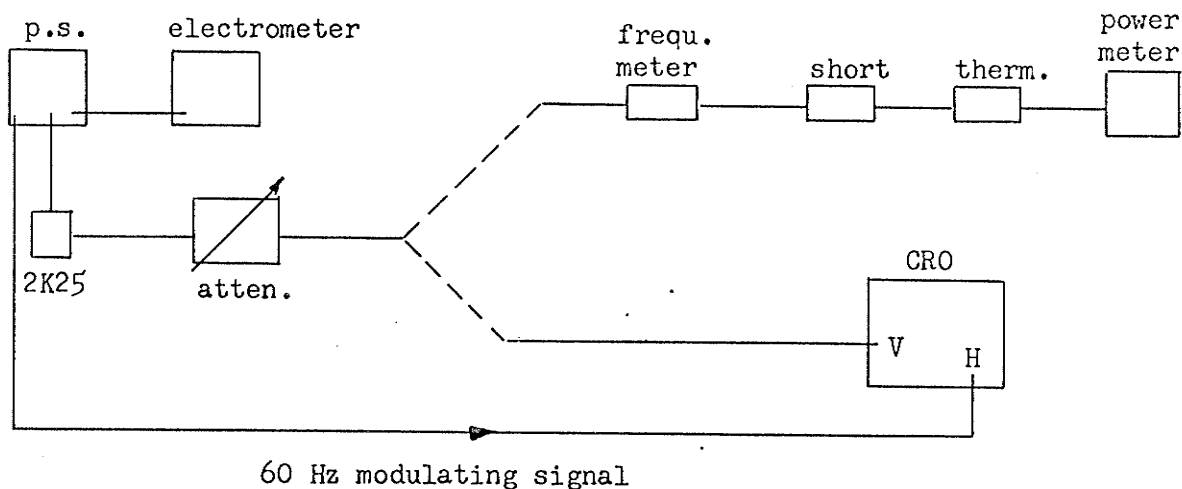 p.s.
electrometer
frequ.
meter
short
therm.
power
meter
2K25
atten.
CRO
V
H
60 Hz modulating signal